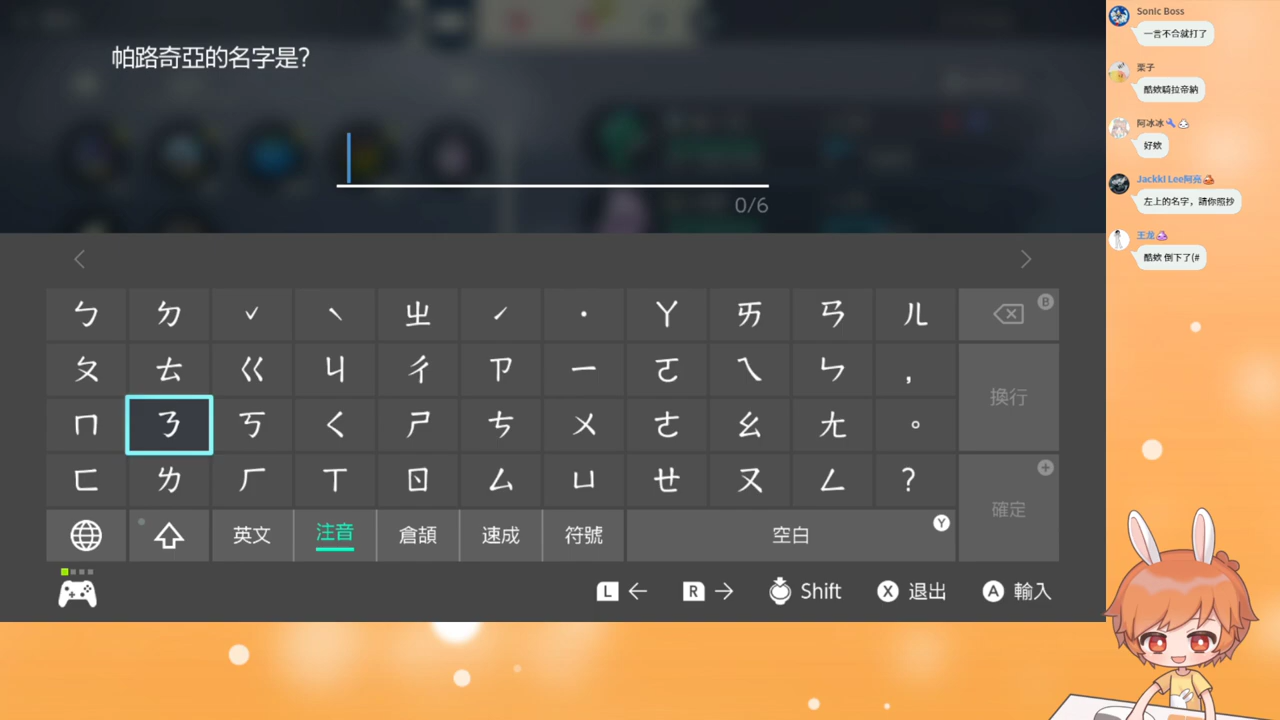 帕路奇亞的名字是?
0/6
ㄅ ㄉ ˇ ˋ ㄓ ˊ ˙ ㄚ ㄞ ㄢ ㄦ B
ㄆ ㄊ ㄍ ㄐ ㄔ ㄗ ㄧ ㄛ ㄟ ㄣ , 換行
ㄇ ㄋ ㄎ ㄑ ㄕ ㄘ ㄨ ㄜ ㄠ ㄤ 。
ㄈ ㄌ ㄏ ㄒ ㄖ ㄙ ㄩ ㄝ ㄡ ㄥ ? 確定
英文 注音 倉頡 速成 符號 空白 Y
L ← R → Shift X 退出 A 輸入
Sonic Boss
一言不合就打了
栗子
酷欸騎拉帝納
阿冰冰🔧🍚
好欸
JackkI Lee阿亮
左上的名字，請你照抄
王龙
酷欸 倒下了(#